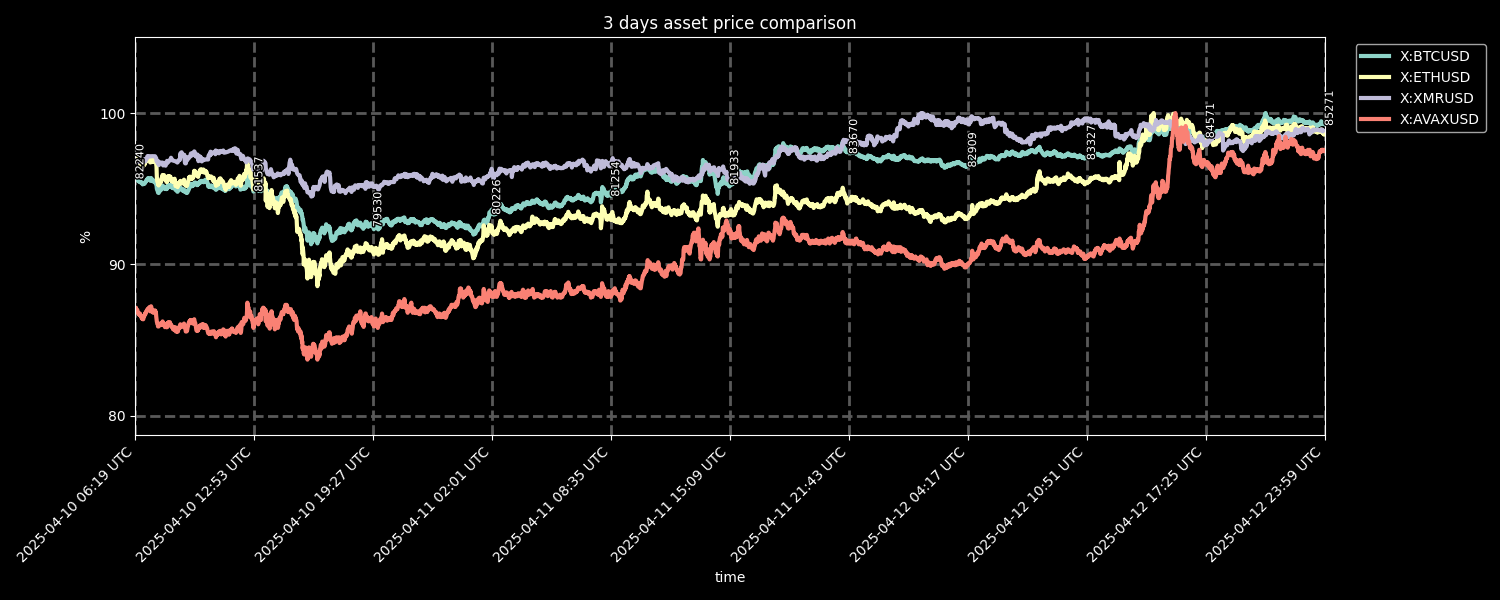 3 days asset price comparison
X:BTCUSD
X:ETHUSD
X:XMRUSD
X:AVAXUSD
100
90
80
%
82240
81537
79530
80226
81254
81933
83670
82909
83327
84571
85271
2025-04-10 06:19 UTC
2025-04-10 12:53 UTC
2025-04-10 19:27 UTC
2025-04-11 02:01 UTC
2025-04-11 08:35 UTC
2025-04-11 15:09 UTC
2025-04-11 21:43 UTC
2025-04-12 04:17 UTC
2025-04-12 10:51 UTC
2025-04-12 17:25 UTC
2025-04-12 23:59 UTC
time